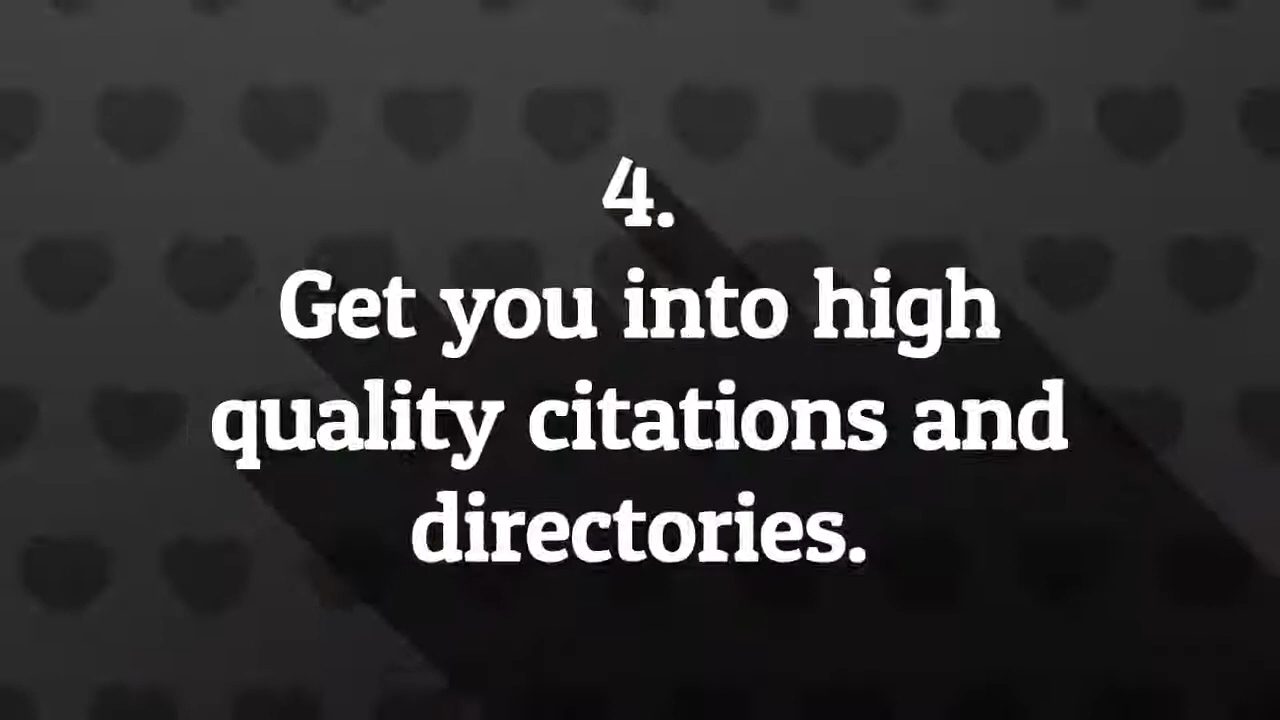 4.
Get you into high
quality citations and
directories.